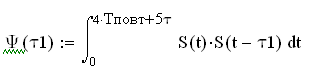 4·Tповт+5τ
Ψ(τ1) := ∫ S(t)·S(t − τ1) dt
0